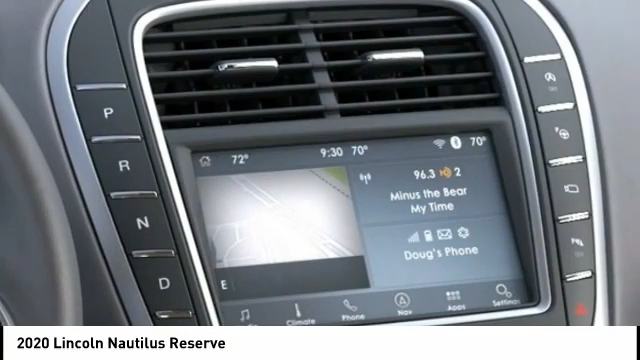 P
R
N
D
72°
9:30
70°
70°
96.3
2
Minus the Bear
My Time
Doug's Phone
E
Climate
Phone
Nav
Apps
Settings
2020 Lincoln Nautilus Reserve